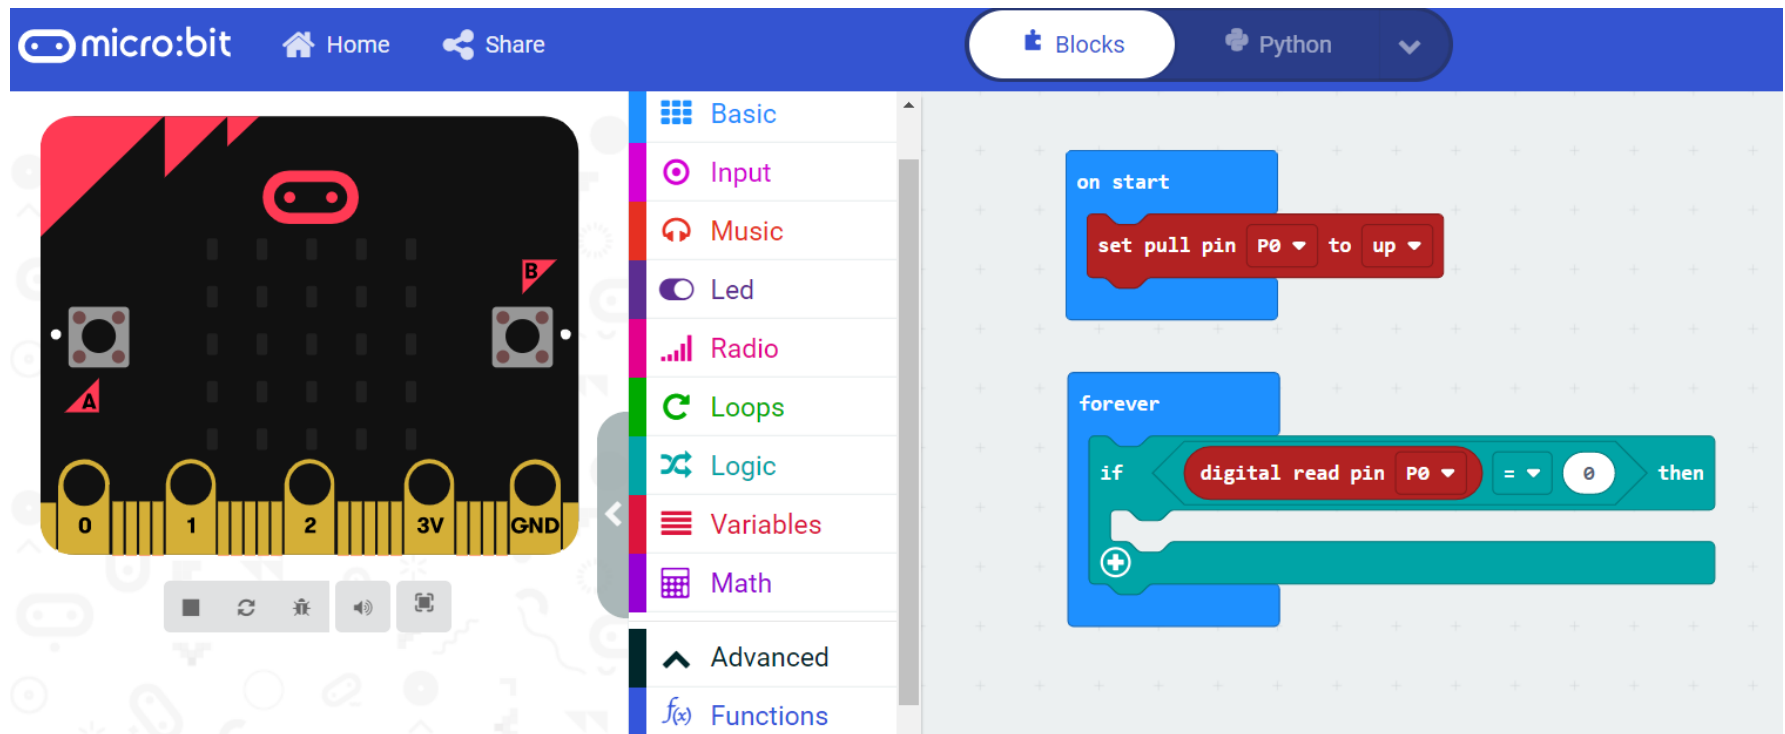 micro:bit Home Share Blocks Python
B
A
0 1 2 3V GND
Basic
Input
Music
Led
Radio
Loops
Logic
Variables
Math
Advanced
f(x) Functions
on start
set pull pin P0 to up
forever
if digital read pin P0 = 0 then